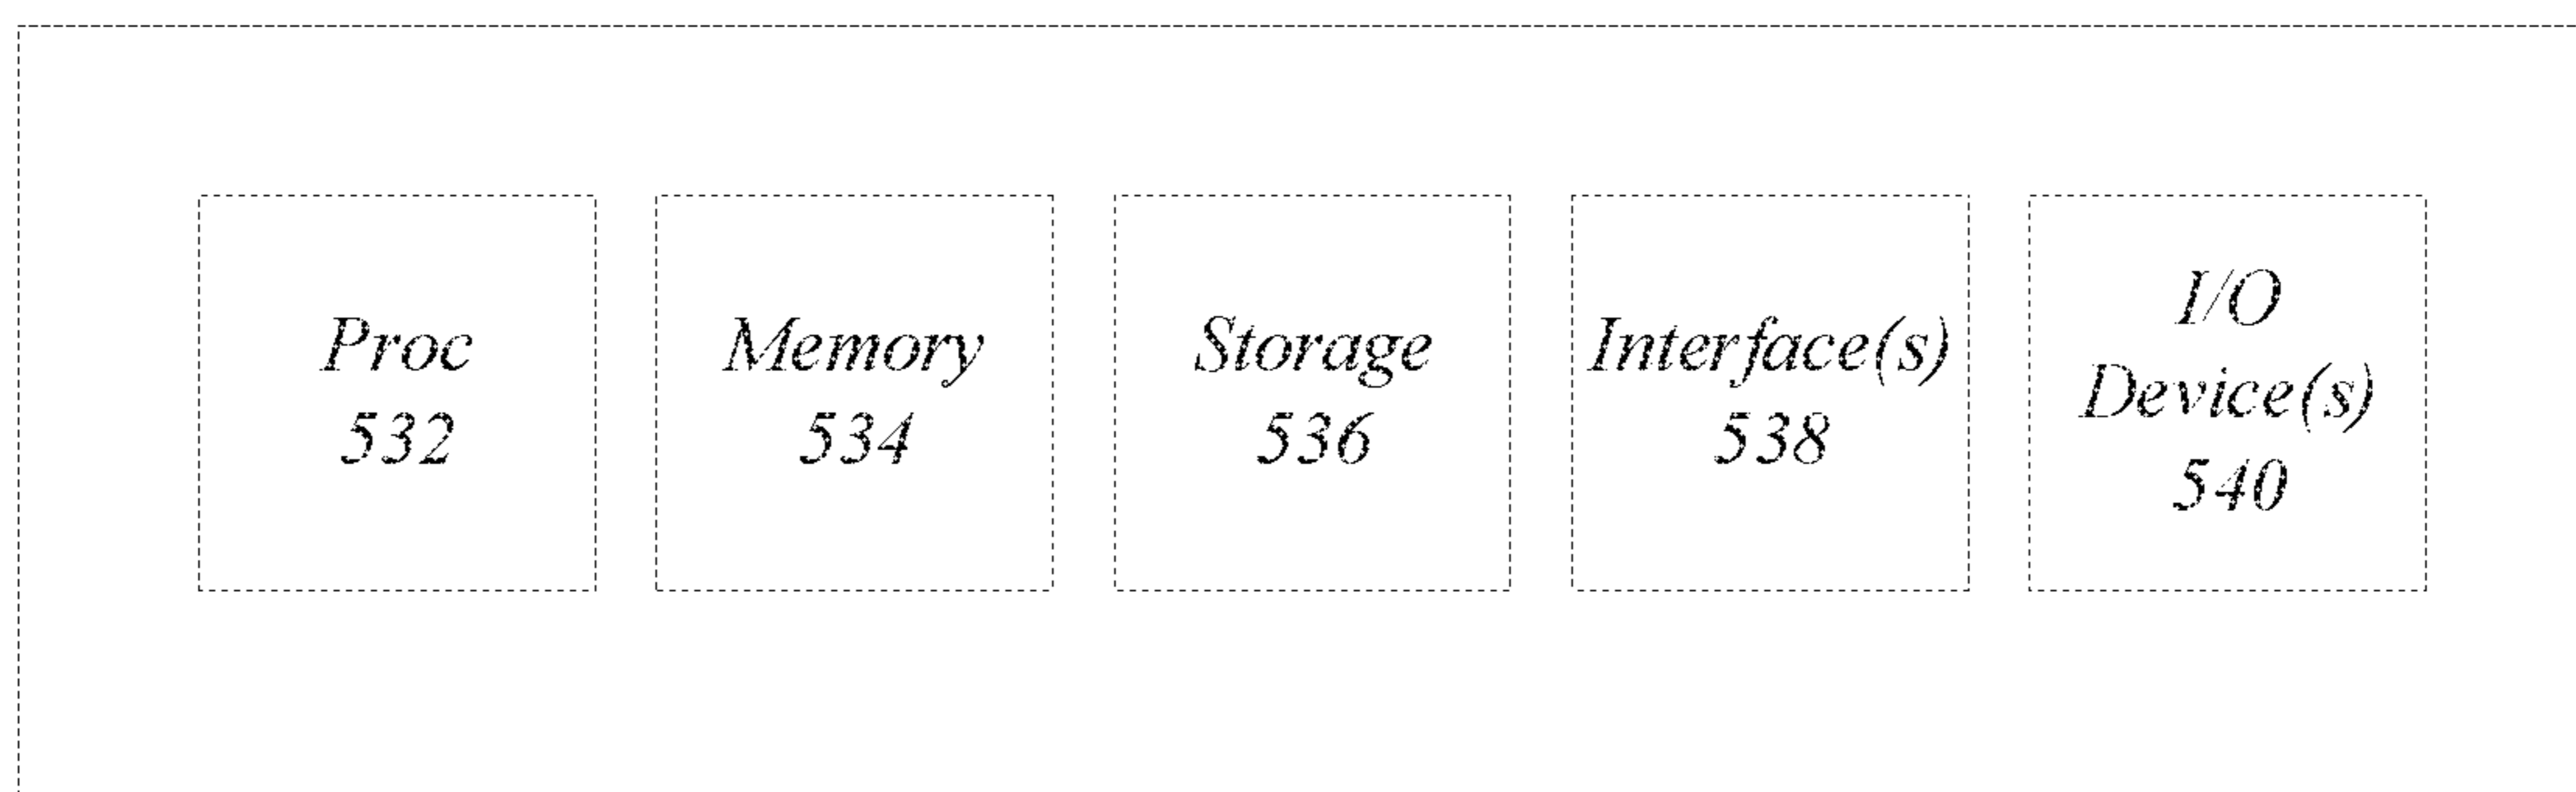 Proc
532
Memory
534
Storage
536
Interface(s)
538
I/O
Device(s)
540